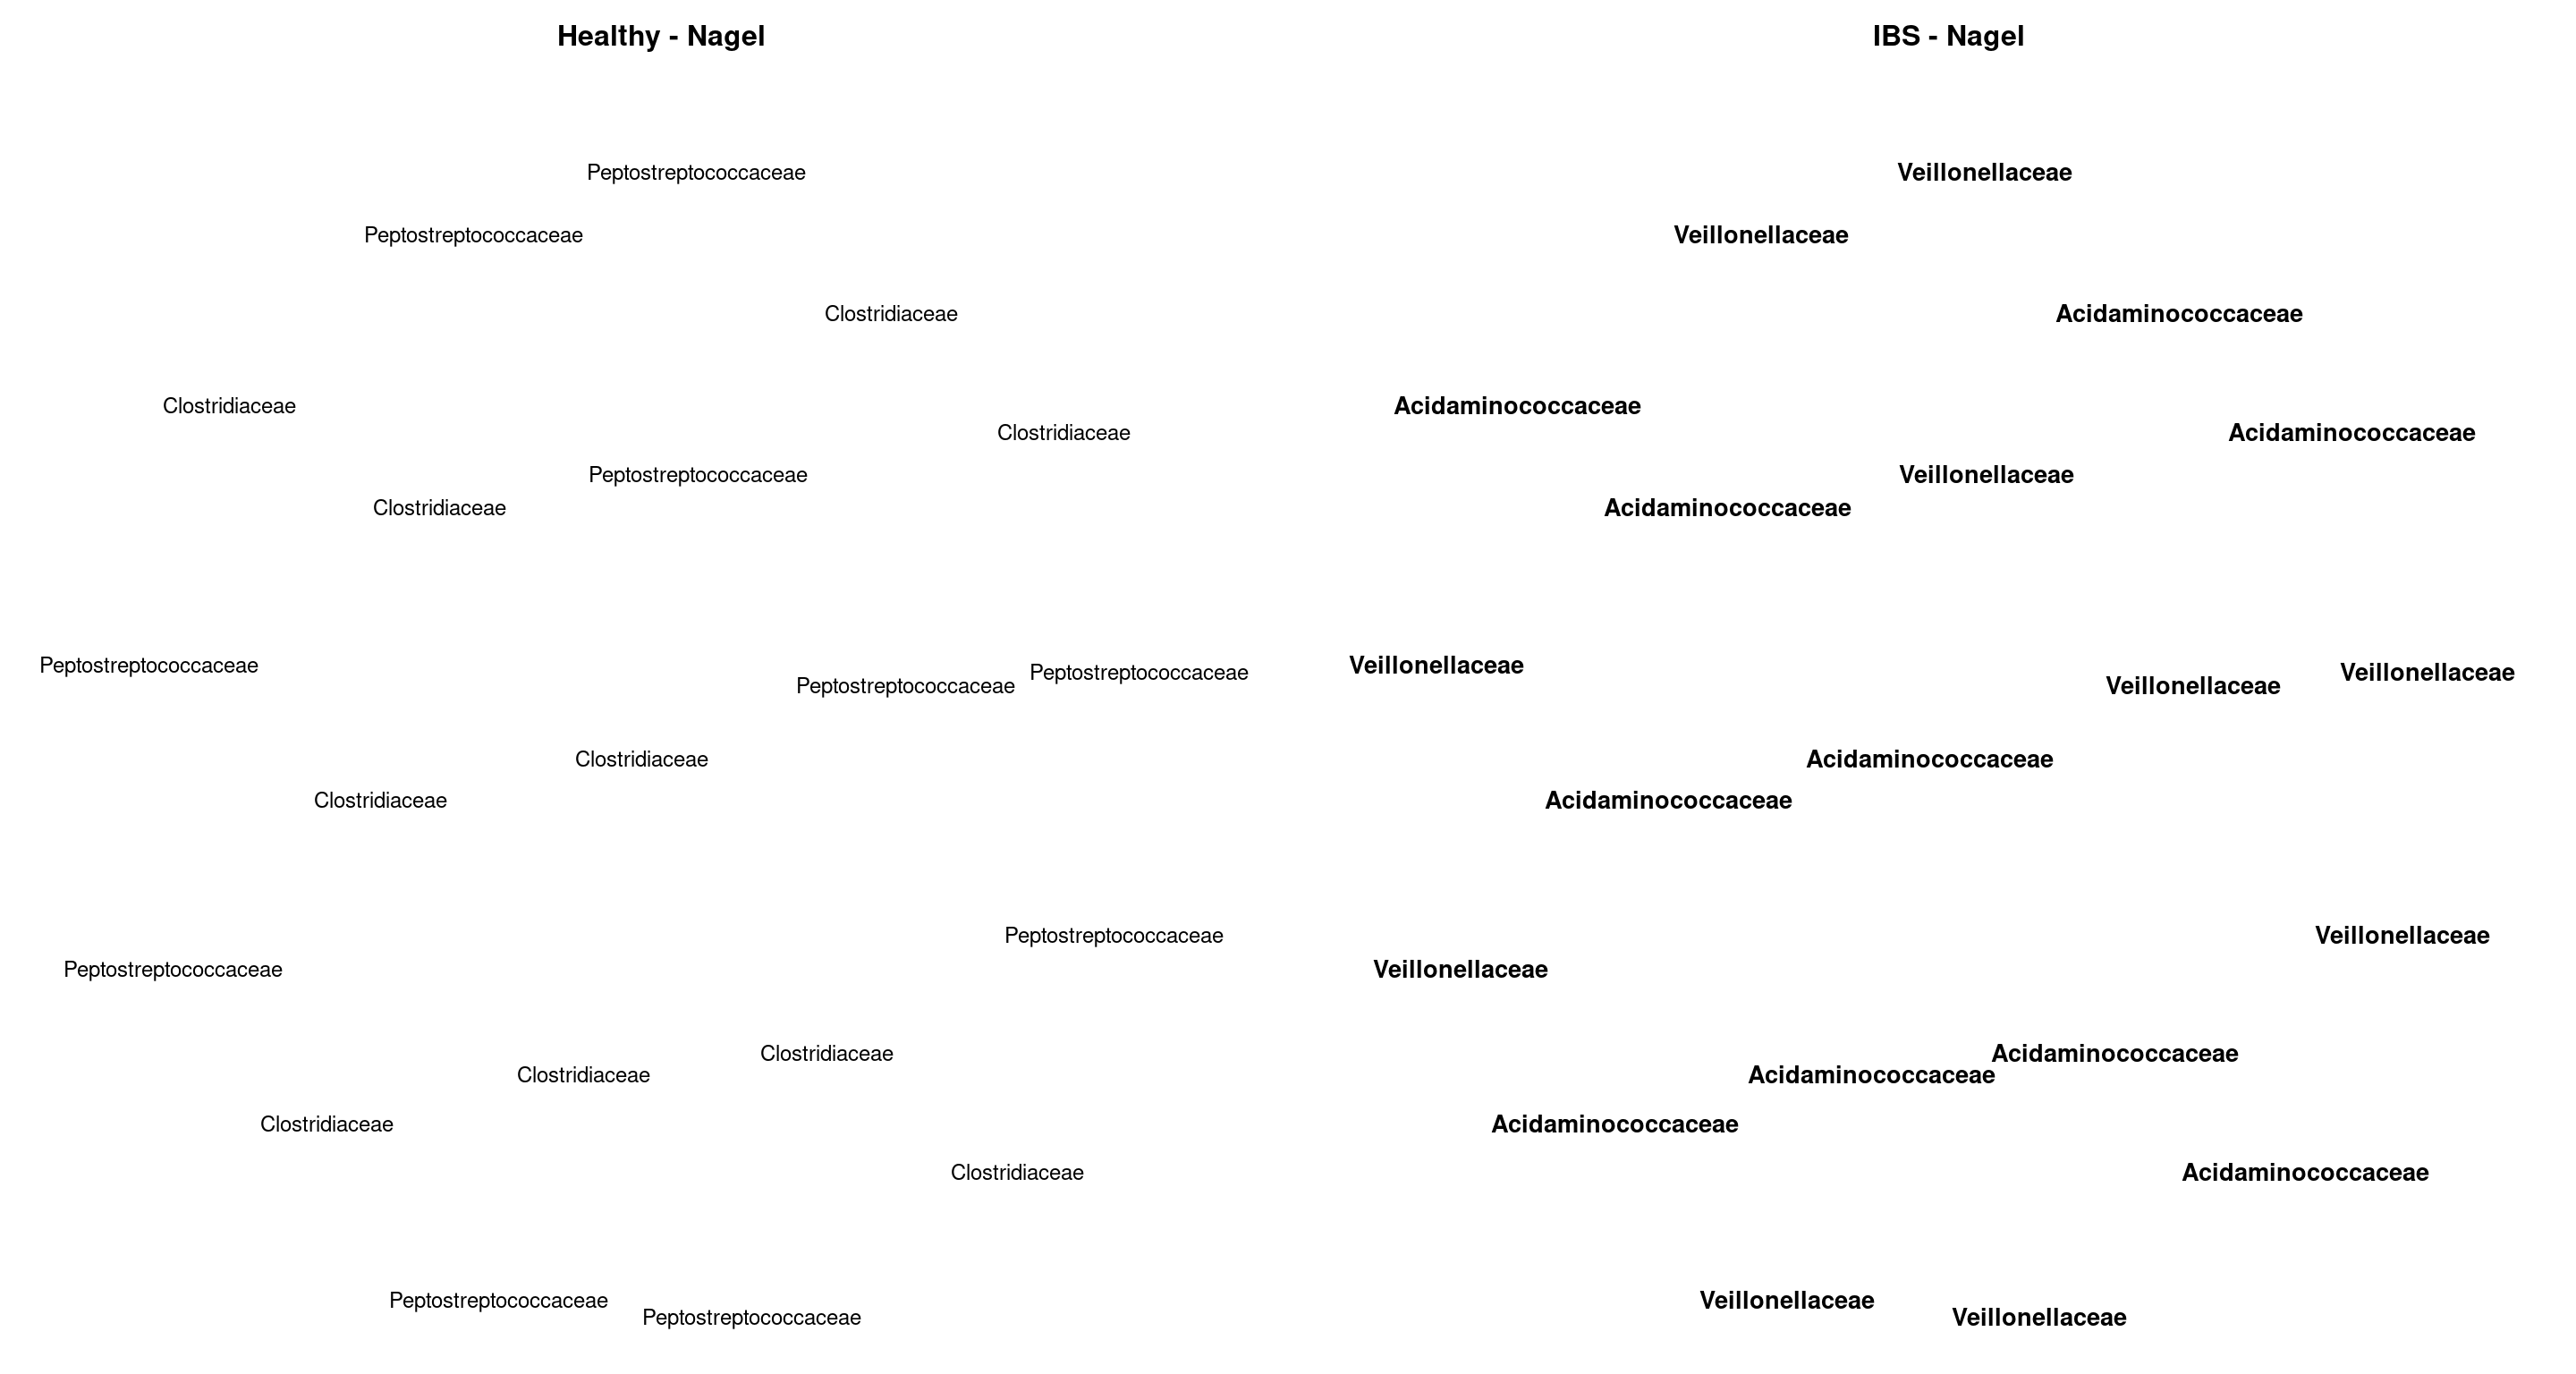 Healthy - Nagel
Peptostreptococcaceae
Peptostreptococcaceae
Clostridiaceae
Clostridiaceae
Clostridiaceae
Peptostreptococcaceae
Clostridiaceae
Peptostreptococcaceae
Peptostreptococcaceae
Peptostreptococcaceae
Clostridiaceae
Clostridiaceae
Peptostreptococcaceae
Peptostreptococcaceae
Clostridiaceae
Clostridiaceae
Clostridiaceae
Clostridiaceae
Peptostreptococcaceae
Peptostreptococcaceae
IBS - Nagel
Veillonellaceae
Veillonellaceae
Acidaminococcaceae
Acidaminococcaceae
Acidaminococcaceae
Veillonellaceae
Acidaminococcaceae
Veillonellaceae
Veillonellaceae
Veillonellaceae
Acidaminococcaceae
Acidaminococcaceae
Veillonellaceae
Veillonellaceae
Acidaminococcaceae
Acidaminococcaceae
Acidaminococcaceae
Acidaminococcaceae
Veillonellaceae
Veillonellaceae